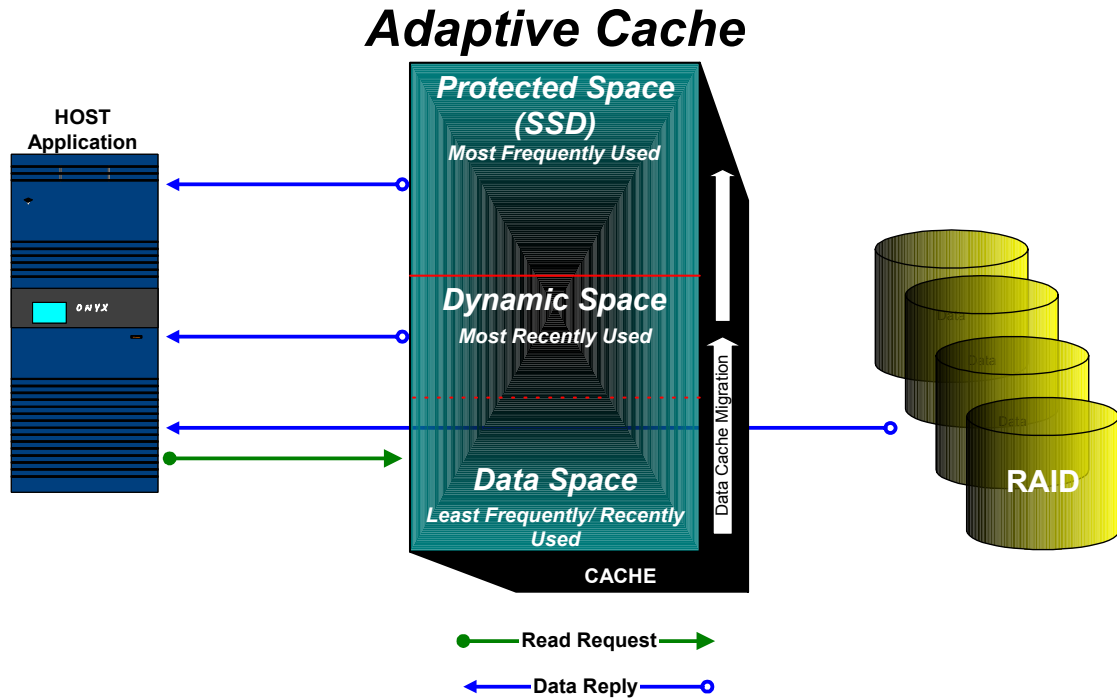 Adaptive Cache
HOST
Application
ONYX
Protected Space
(SSD)
Most Frequently Used
Dynamic Space
Most Recently Used
Data Space
Least Frequently/ Recently
Used
Data Cache Migration
CACHE
Data
Data
Data
RAID
Read Request
Data Reply